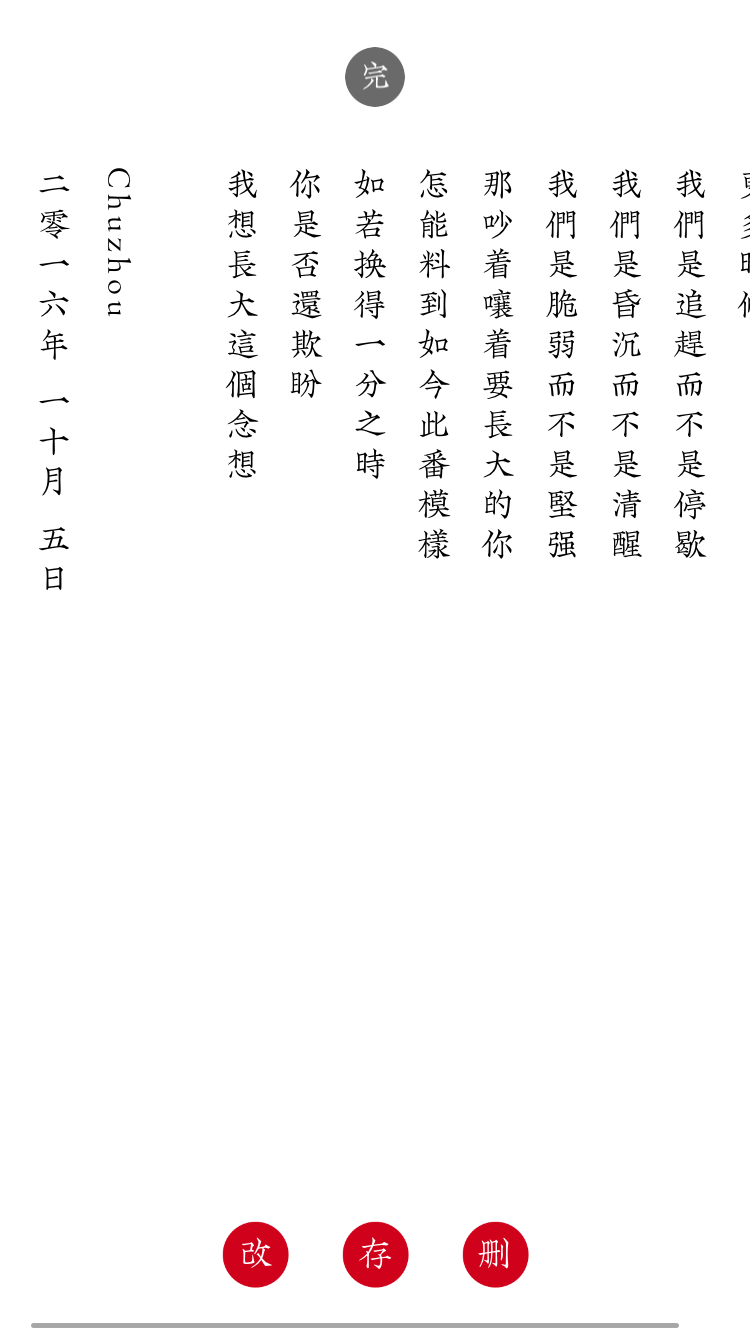 完
更多時候
我們是追趕而不是停歇
我們是昏沉而不是清醒
我們是脆弱而不是堅强
那吵着嚷着要長大的你
怎能料到如今此番模樣
如若換得一分之時
你是否還欺盼
我想長大這個念想
Chuzhou
二零一六年 一十月 五日
改 存 删